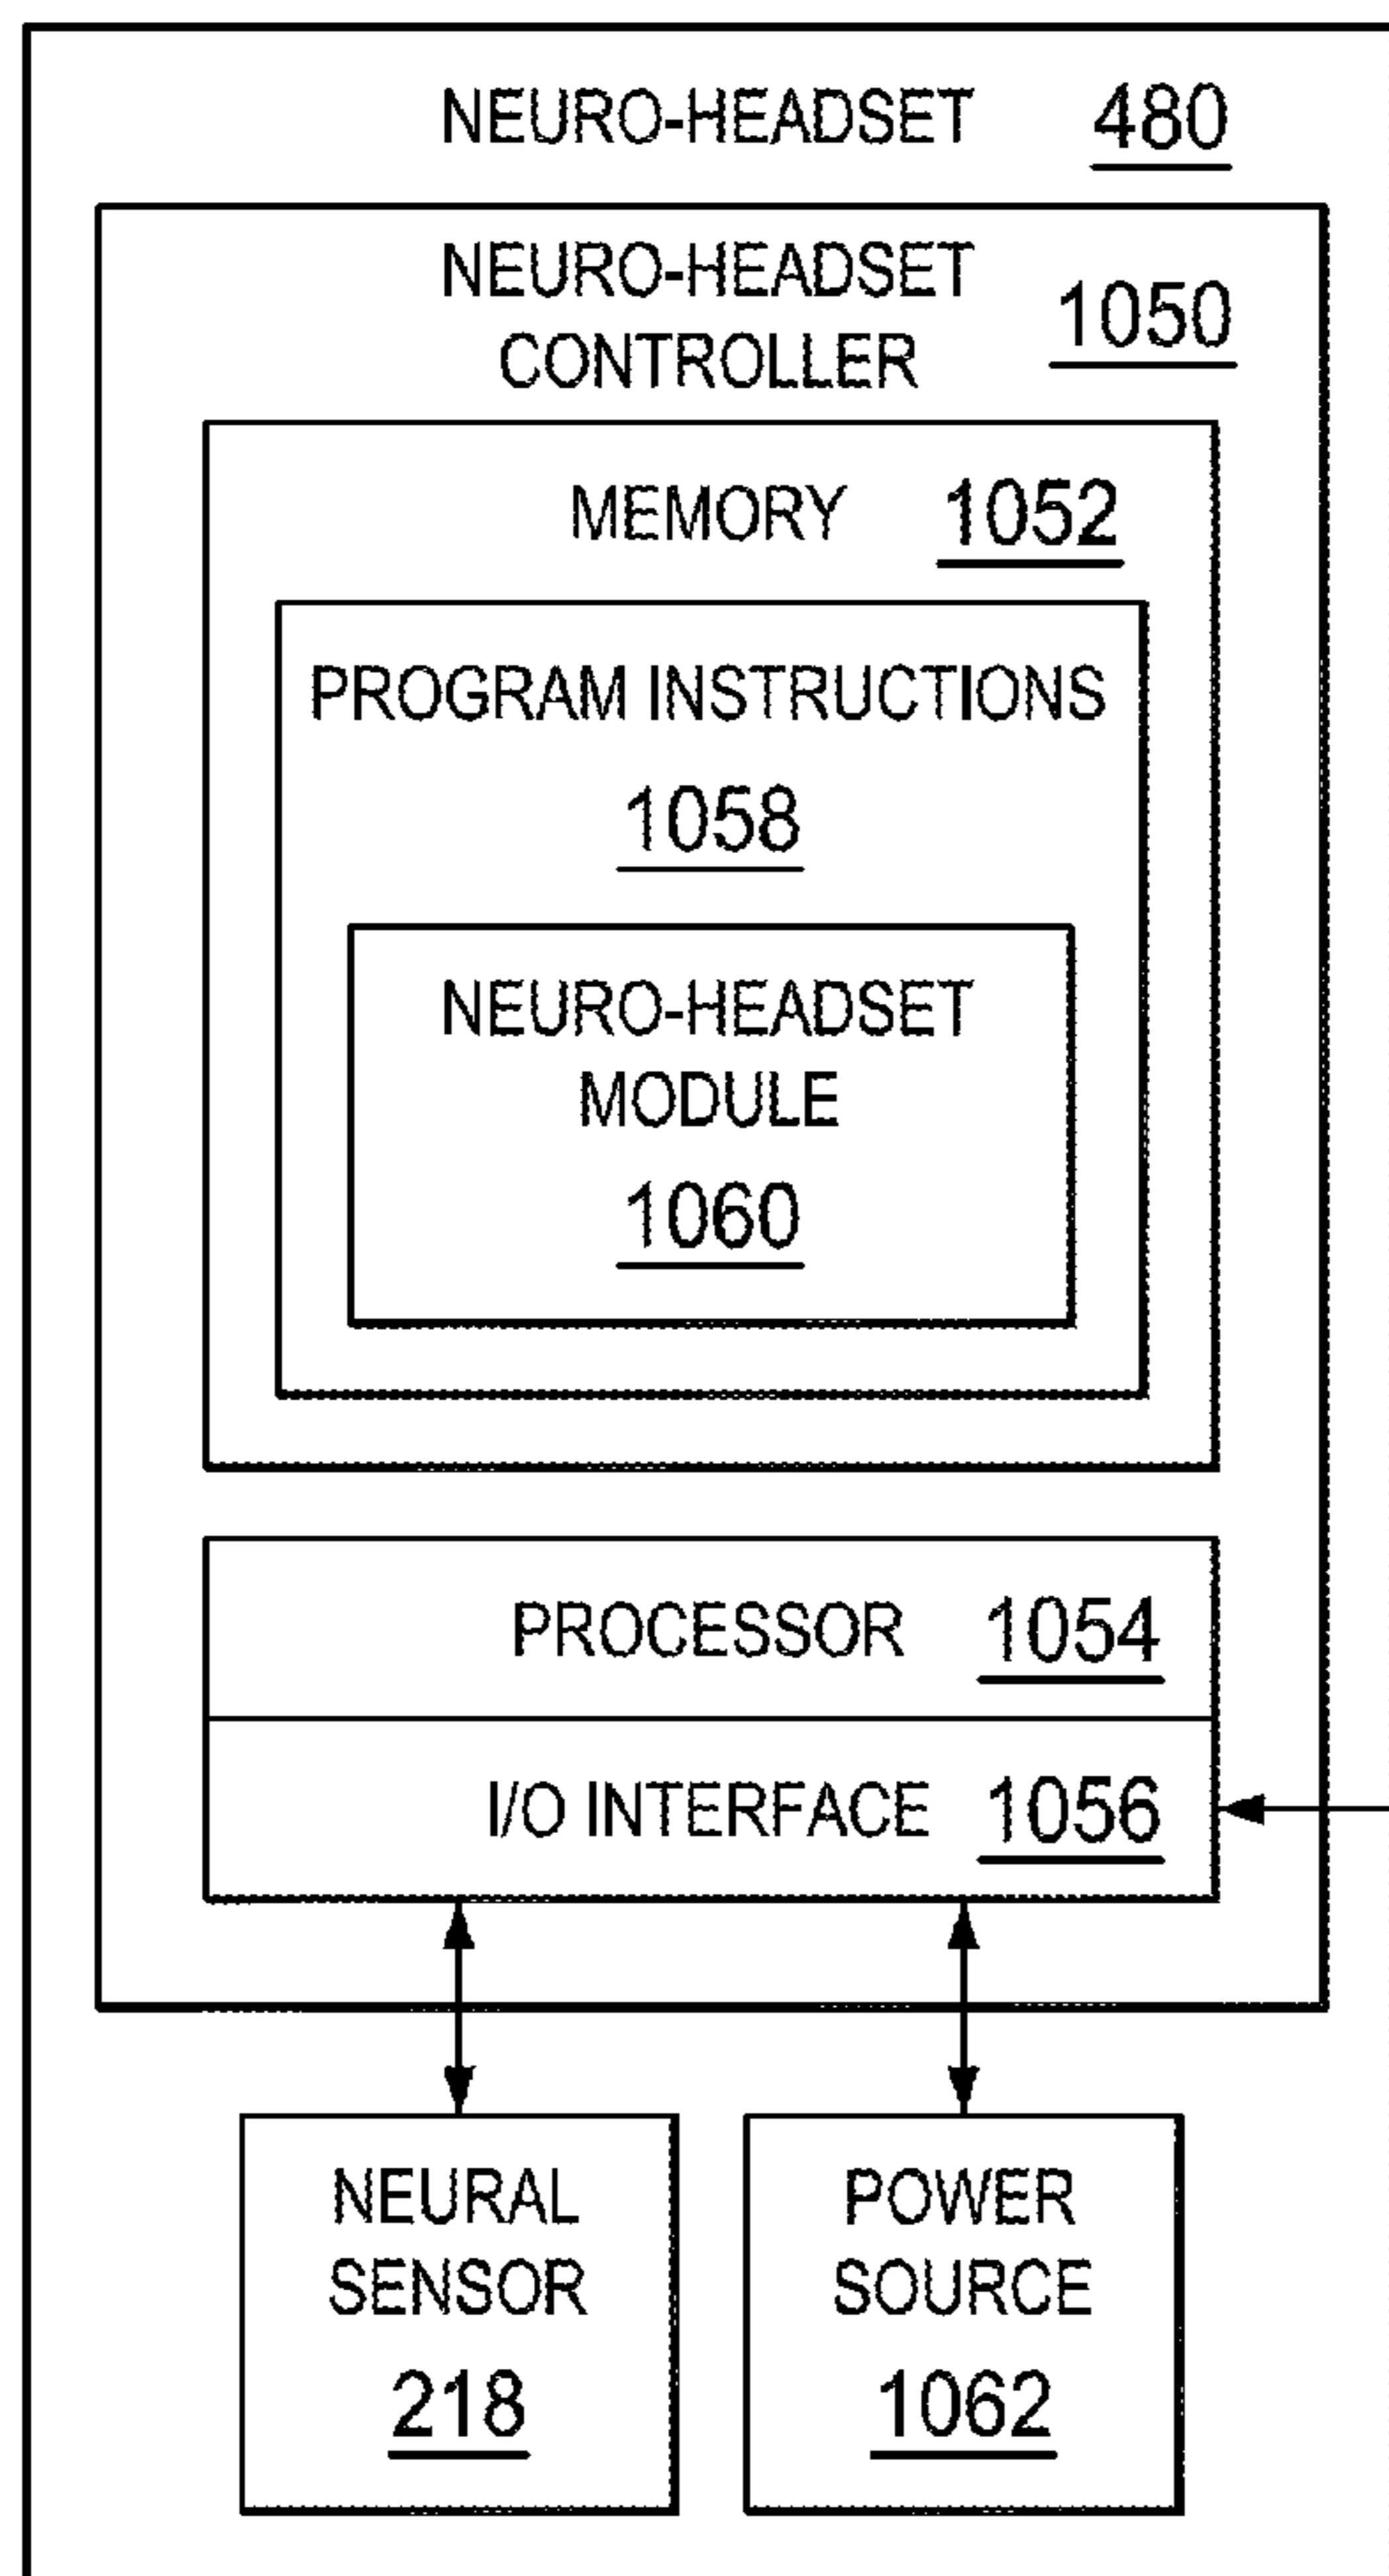 NEURO-HEADSET 480
NEURO-HEADSET
CONTROLLER 1050
MEMORY 1052
PROGRAM INSTRUCTIONS
1058
NEURO-HEADSET
MODULE
1060
PROCESSOR 1054
I/O INTERFACE 1056
NEURAL
SENSOR
218
POWER
SOURCE
1062